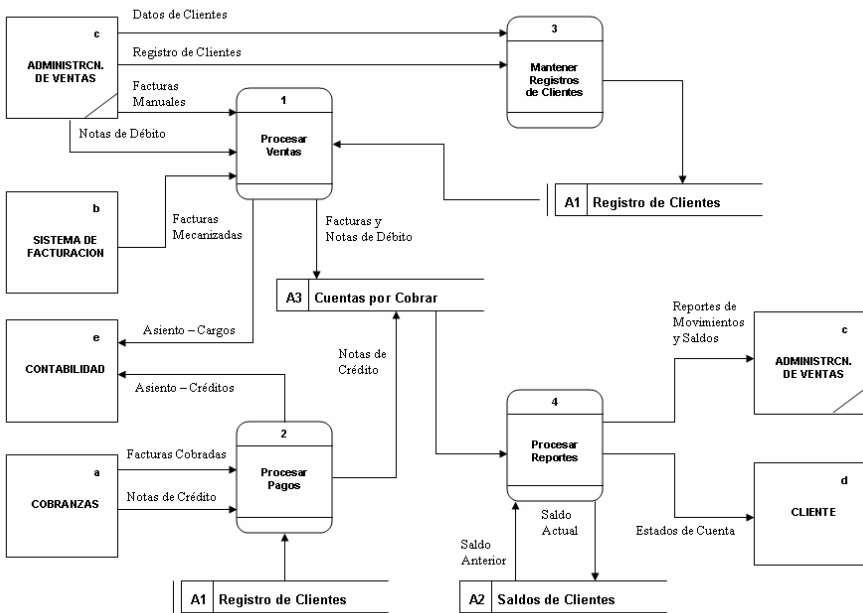 Datos de Clientes
c
ADMINISTRCN.
DE VENTAS
Registro de Clientes
3
Mantener
Registros
de Clientes
Facturas
Manuales
Notas de Débito
1
Procesar
Ventas
A1 Registro de Clientes
b
SISTEMA DE
FACTURACION
Facturas
Mecanizadas
Facturas y
Notas de Débito
A3 Cuentas por Cobrar
e
CONTABILIDAD
Asiento – Cargos
Asiento – Créditos
Notas de
Crédito
Reportes de
Movimientos
y Saldos
c
ADMINISTRCN.
DE VENTAS
4
Procesar
Reportes
2
Procesar
Pagos
a
COBRANZAS
Facturas Cobradas
Notas de Crédito
d
CLIENTE
Estados de Cuenta
Saldo
Actual
Saldo
Anterior
A1 Registro de Clientes
A2 Saldos de Clientes